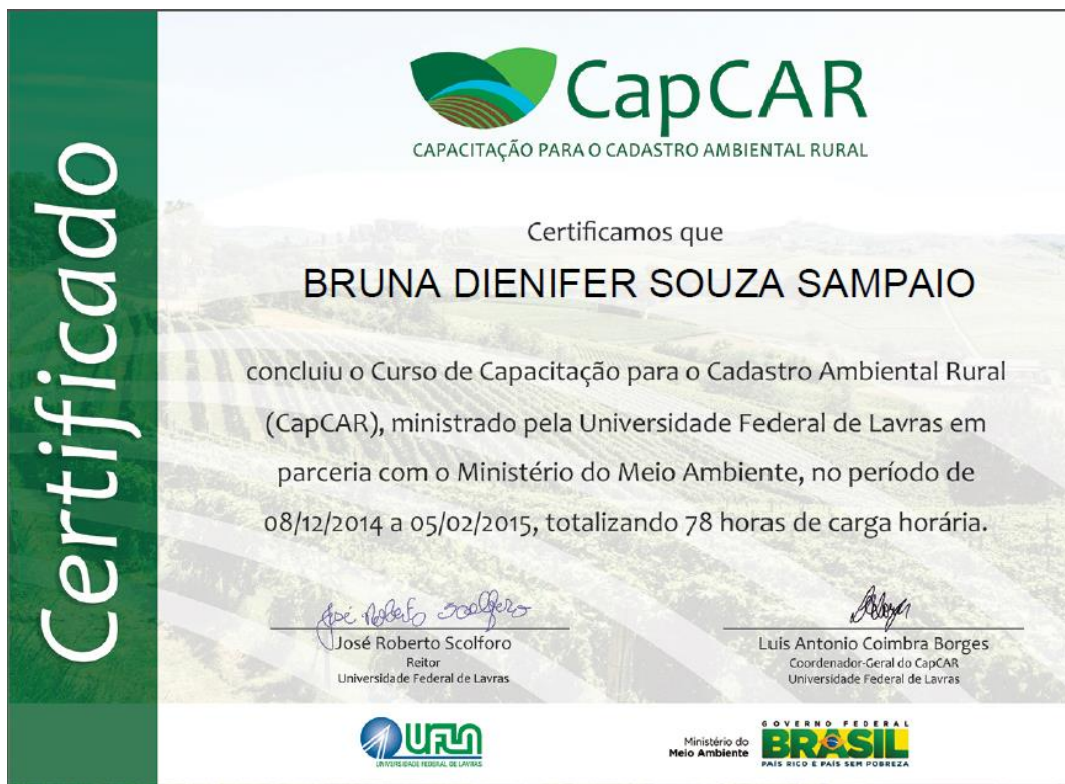 Certificado
CapCAR
CAPACITAÇÃO PARA O CADASTRO AMBIENTAL RURAL
Certificamos que
BRUNA DIENIFER SOUZA SAMPAIO
concluiu o Curso de Capacitação para o Cadastro Ambiental Rural
(CapCAR), ministrado pela Universidade Federal de Lavras em
parceria com o Ministério do Meio Ambiente, no período de
08/12/2014 a 05/02/2015, totalizando 78 horas de carga horária.
José Roberto Scolforo
José Roberto Scolforo
Reitor
Universidade Federal de Lavras
Luis Antonio Coimbra Borges
Coordenador-Geral do CapCAR
Universidade Federal de Lavras
UFLA
UNIVERSIDADE FEDERAL DE LAVRAS
Ministério do
Meio Ambiente
GOVERNO FEDERAL
BRASIL
PAÍS RICO É PAÍS SEM POBREZA